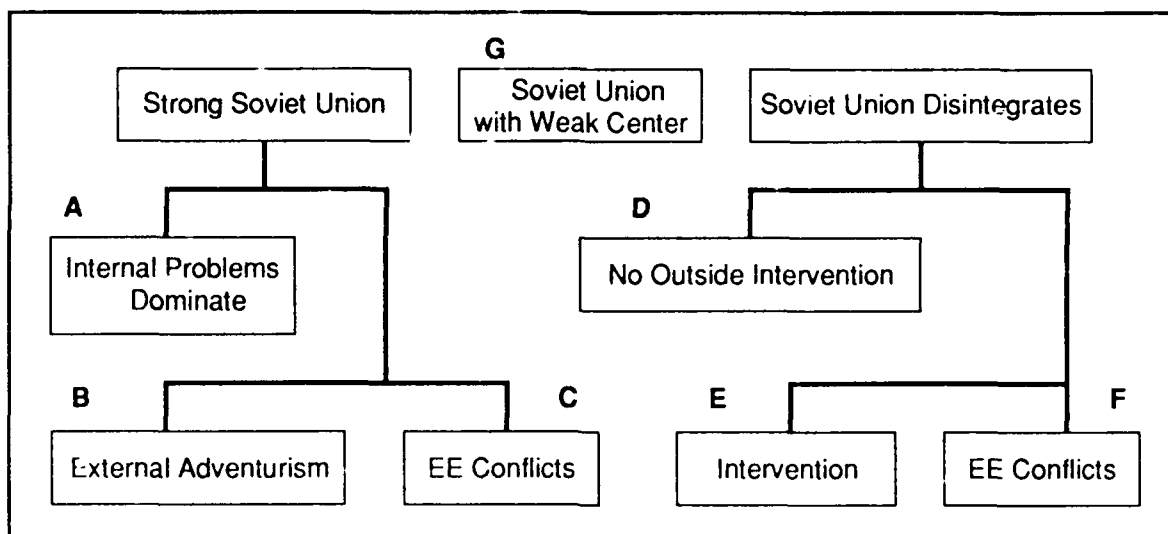 G
Strong Soviet Union
Soviet Union
with Weak Center
Soviet Union Disintegrates
A
Internal Problems
Dominate
D
No Outside Intervention
B
External Adventurism
C
EE Conflicts
E
Intervention
F
EE Conflicts